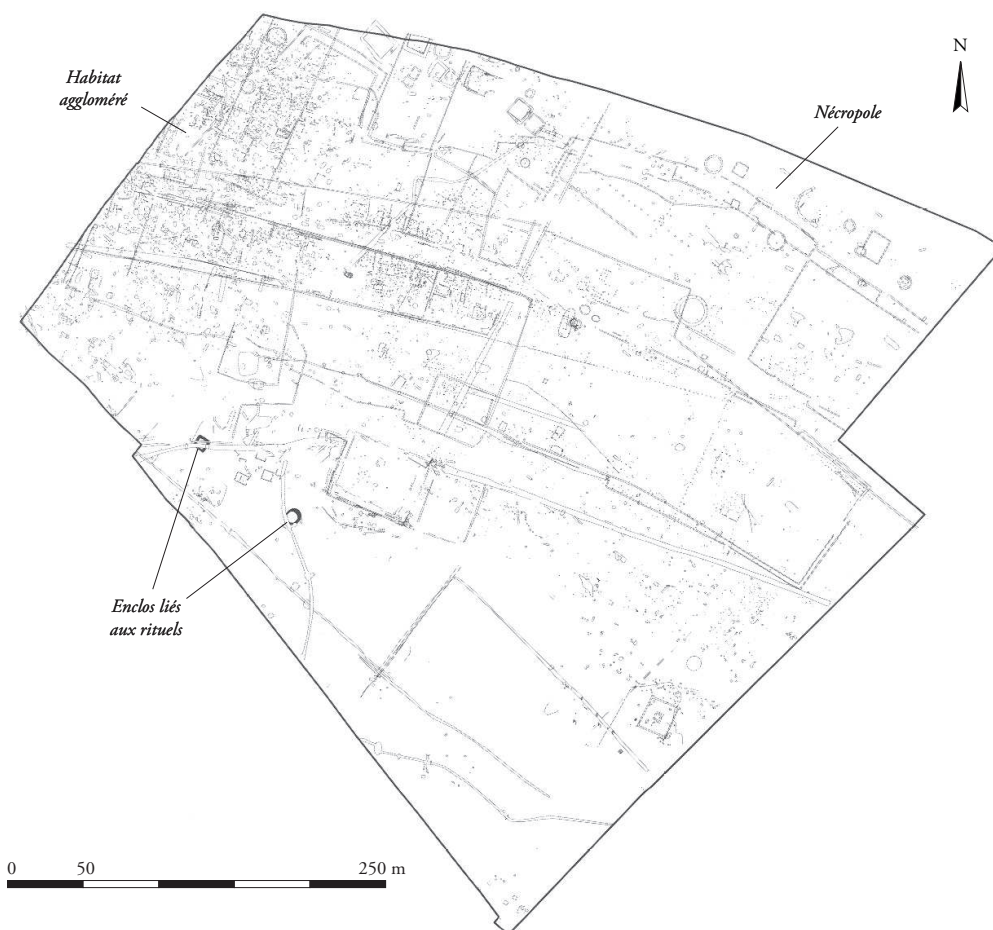 N
Habitat
aggloméré
Nécropole
Enclos liés
aux rituels
0 50 250 m